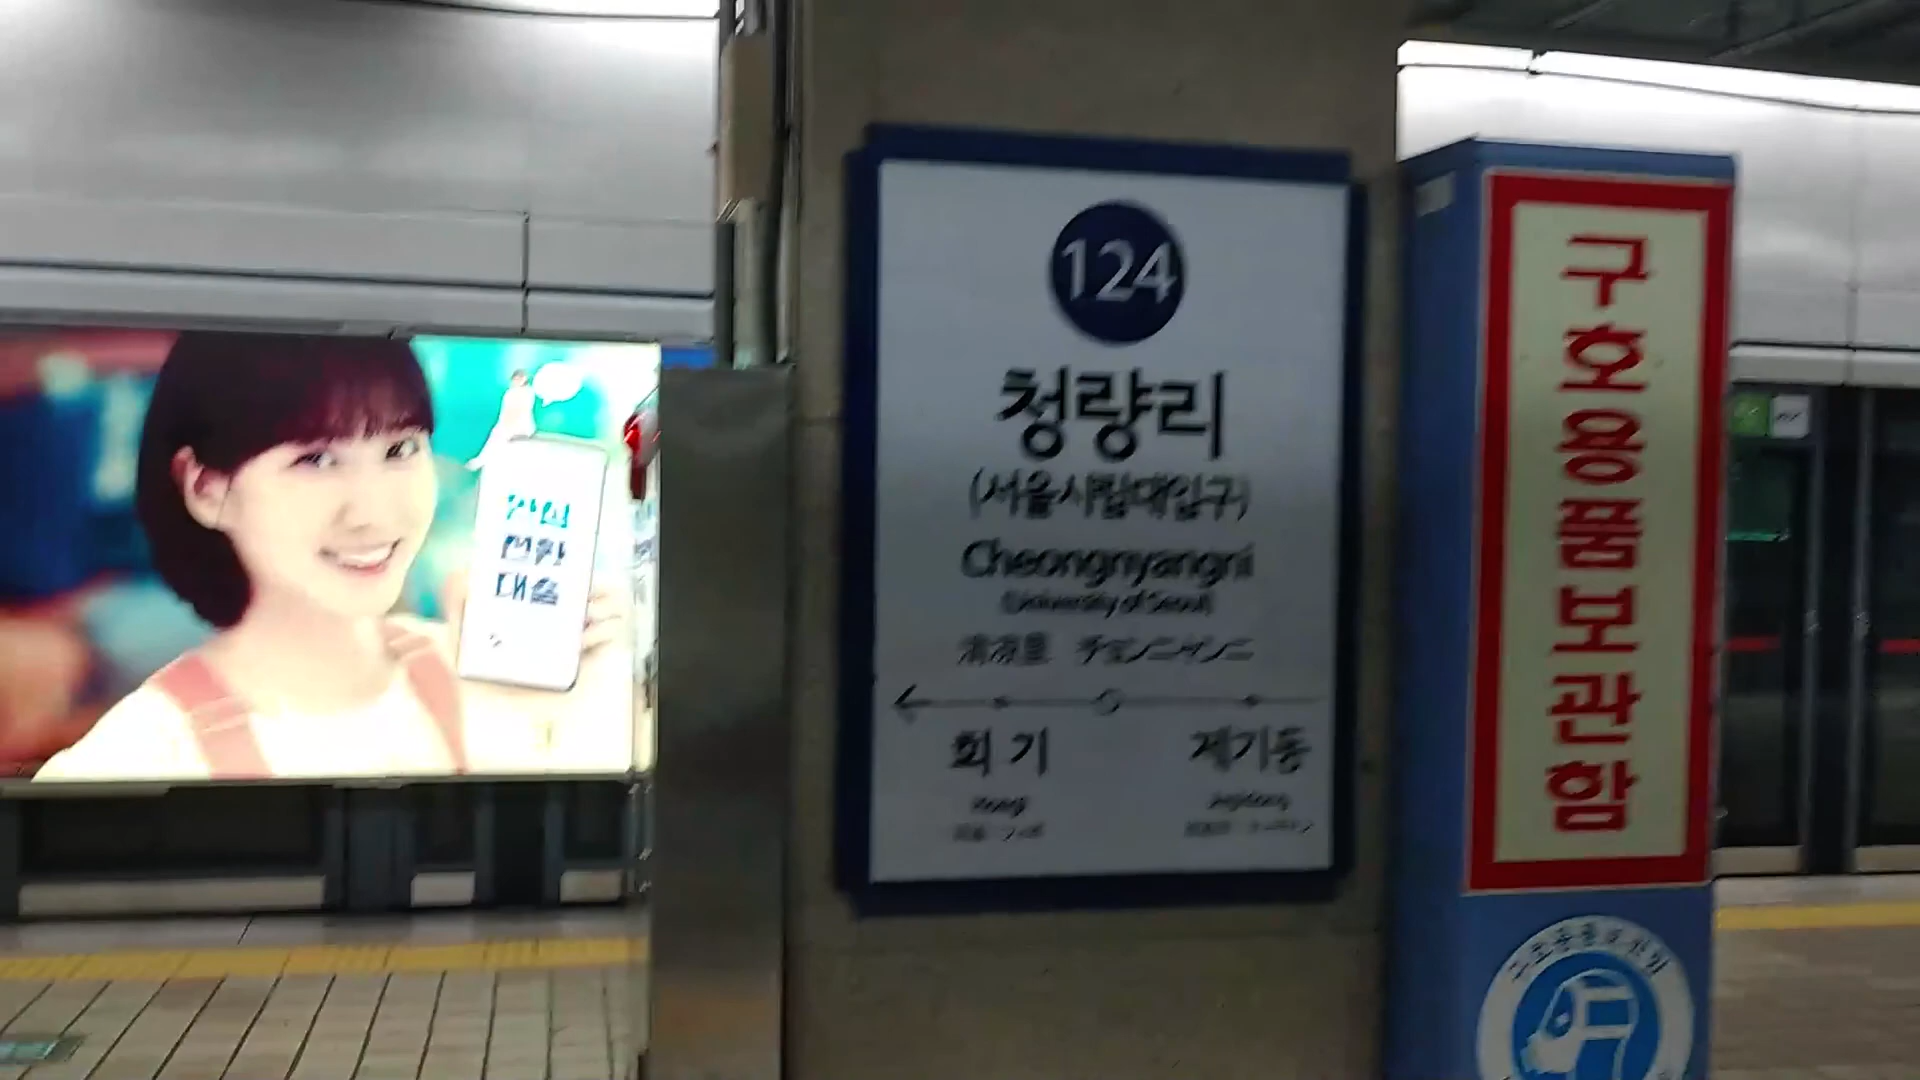 대출
124
청량리
(서울시립대입구)
Cheongnyangni
(University of Seoul)
淸凉里 チョンニャンニ
회기
제기동
Hoegi
Jegidong
구호용품보관함